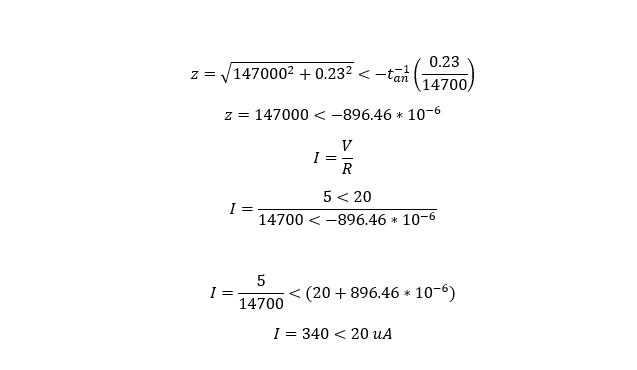 z = √(147000² + 0.23²) < −t_an^−1 (0.23/14700)
z = 147000 < −896.46 * 10^−6
I = V/R
I = (5 < 20)/(14700 < −896.46 * 10^−6)
I = 5/14700 < (20 + 896.46 * 10^−6)
I = 340 < 20 uA